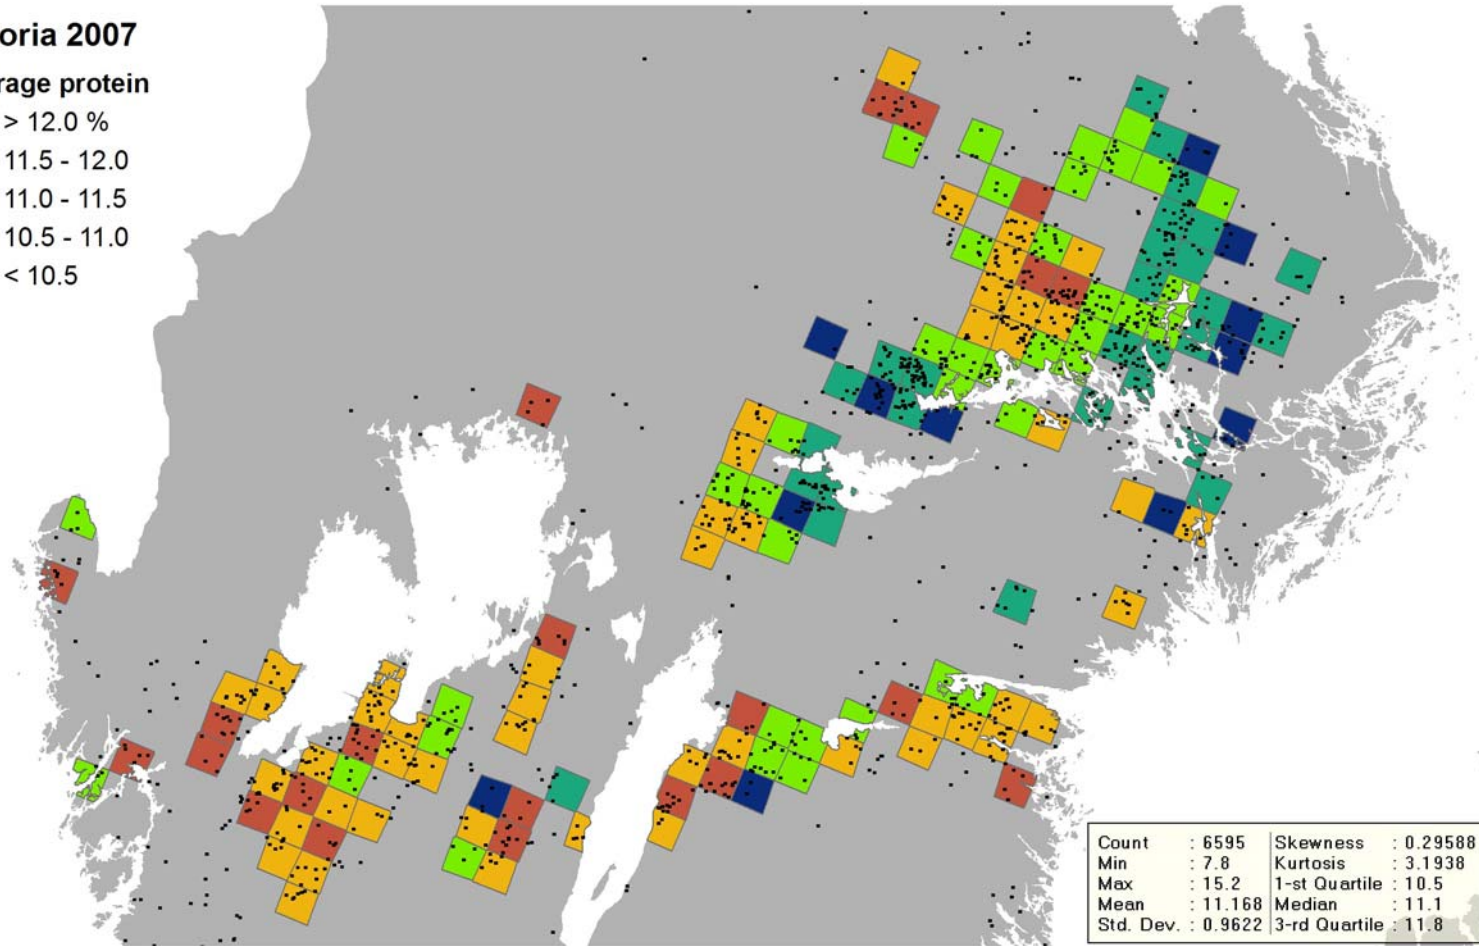 oria 2007
rage protein
> 12.0 %
11.5 - 12.0
11.0 - 11.5
10.5 - 11.0
< 10.5
Count : 6595 Skewness : 0.29588
Min : 7.8 Kurtosis : 3.1938
Max : 15.2 1-st Quartile : 10.5
Mean : 11.168 Median : 11.1
Std. Dev. : 0.9622 3-rd Quartile : 11.8